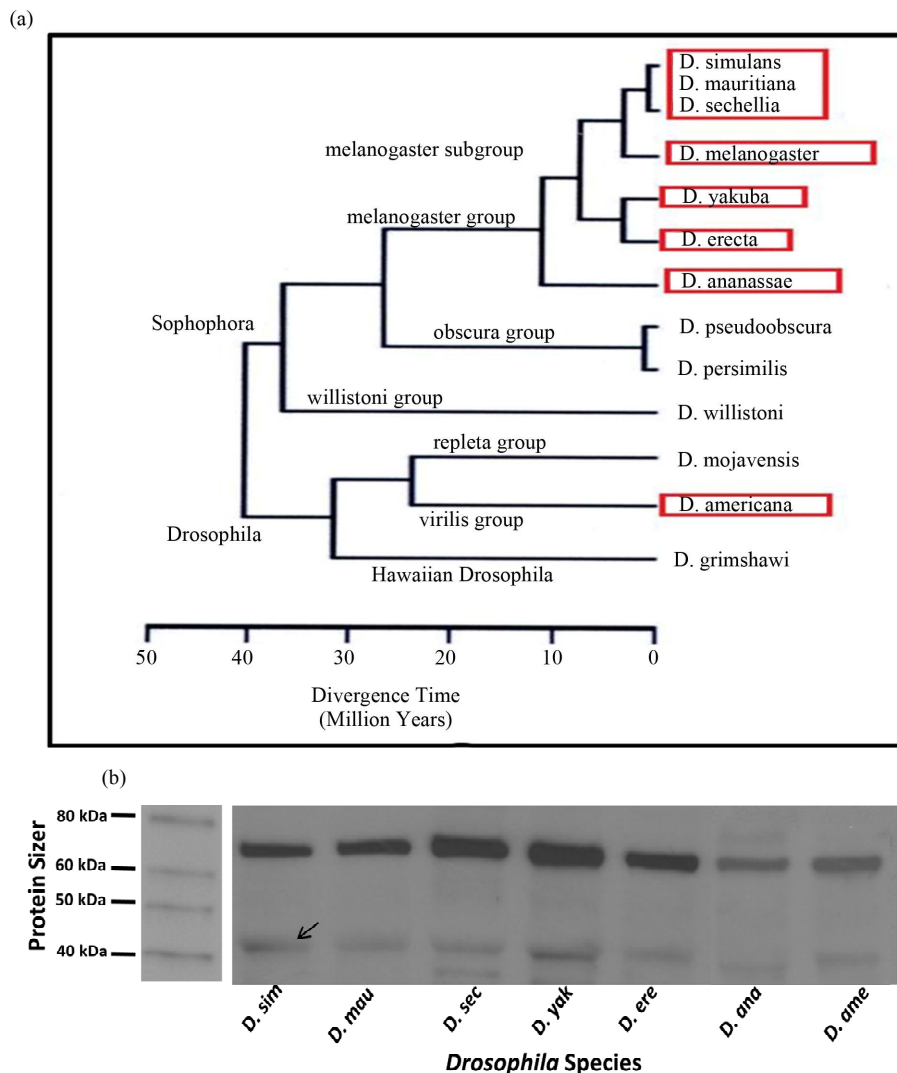 (a)
D. simulans
D. mauritiana
D. sechellia
melanogaster subgroup
D. melanogaster
D. yakuba
melanogaster group
D. erecta
D. ananassae
Sophophora
obscura group
D. pseudoobscura
D. persimilis
willistoni group
D. willistoni
repleta group
D. mojavensis
D. americana
virilis group
Drosophila
D. grimshawi
Hawaiian Drosophila
50 40 30 20 10 0
Divergence Time
(Million Years)
(b)
Protein Sizer
80 kDa
60 kDa
50 kDa
40 kDa
D. sim D. mau D. sec D. yak D. ere D. ana D. ame
Drosophila Species